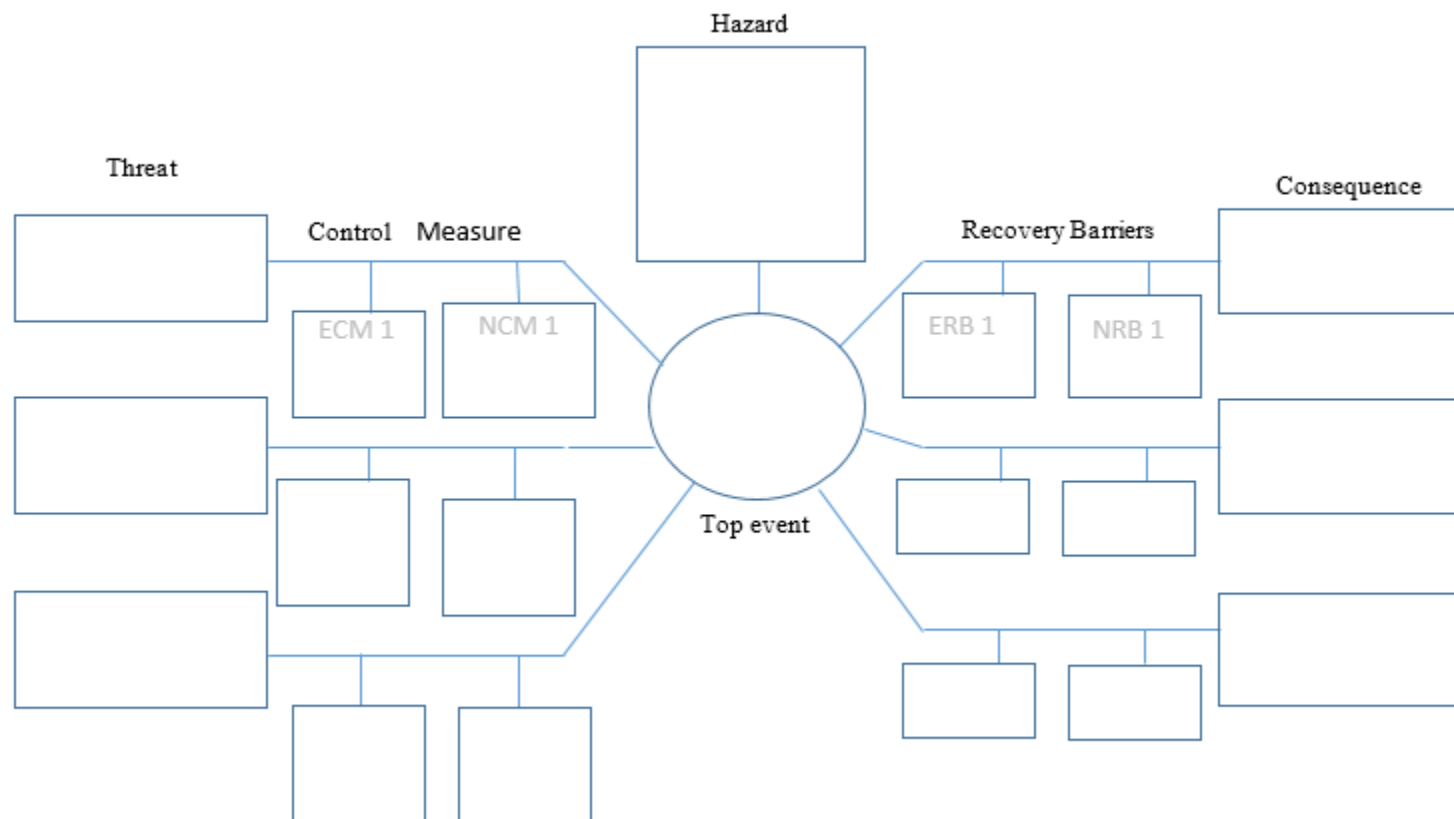 Hazard
Threat
Consequence
Control Measure
Recovery Barriers
ECM 1
NCM 1
ERB 1
NRB 1
Top event